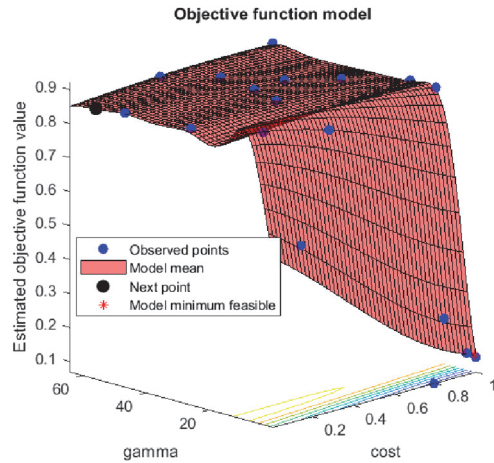 Objective function model
Estimated objective function value
0.9
0.8
0.7
0.6
0.5
0.4
0.3
0.2
0.1
Observed points
Model mean
Next point
Model minimum feasible
60
40
20
gamma
0.2
0.4
0.6
0.8
1
cost